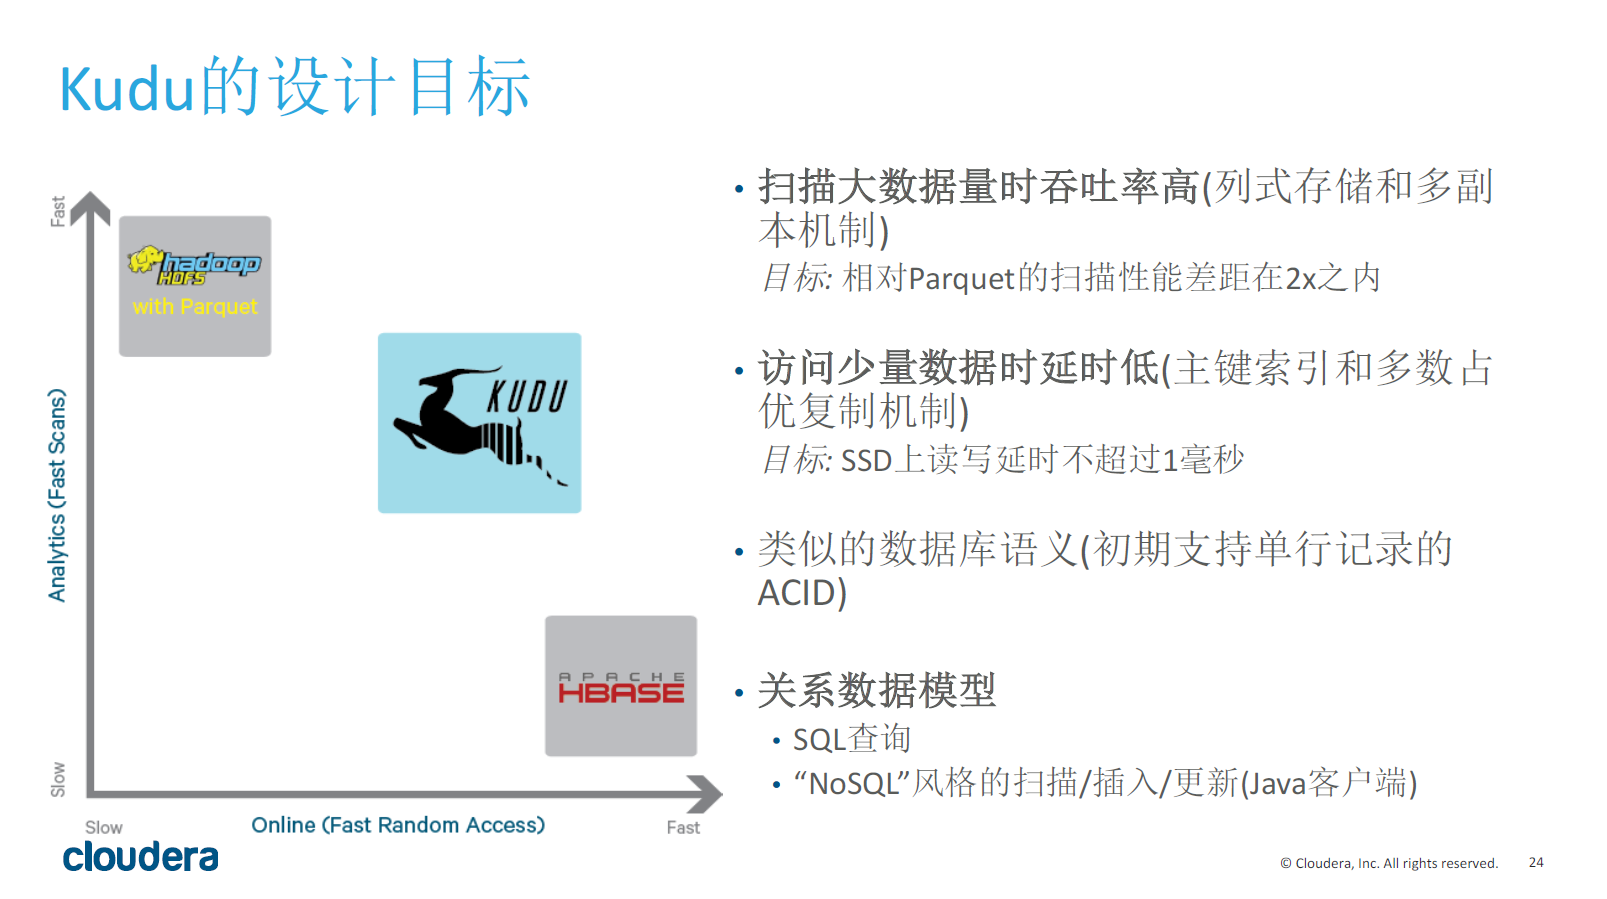 Kudu的设计目标
Fast
hadoop
HDFS
with Parquet
KUDU
Analytics (Fast Scans)
APACHE
HBASE
Slow
Slow
Online (Fast Random Access)
Fast
• 扫描大数据量时吞吐率高(列式存储和多副
本机制)
目标: 相对Parquet的扫描性能差距在2x之内
• 访问少量数据时延时低(主键索引和多数占
优复制机制)
目标: SSD上读写延时不超过1毫秒
• 类似的数据库语义(初期支持单行记录的
ACID)
• 关系数据模型
• SQL查询
• “NoSQL”风格的扫描/插入/更新(Java客户端)
cloudera
© Cloudera, Inc. All rights reserved.
24